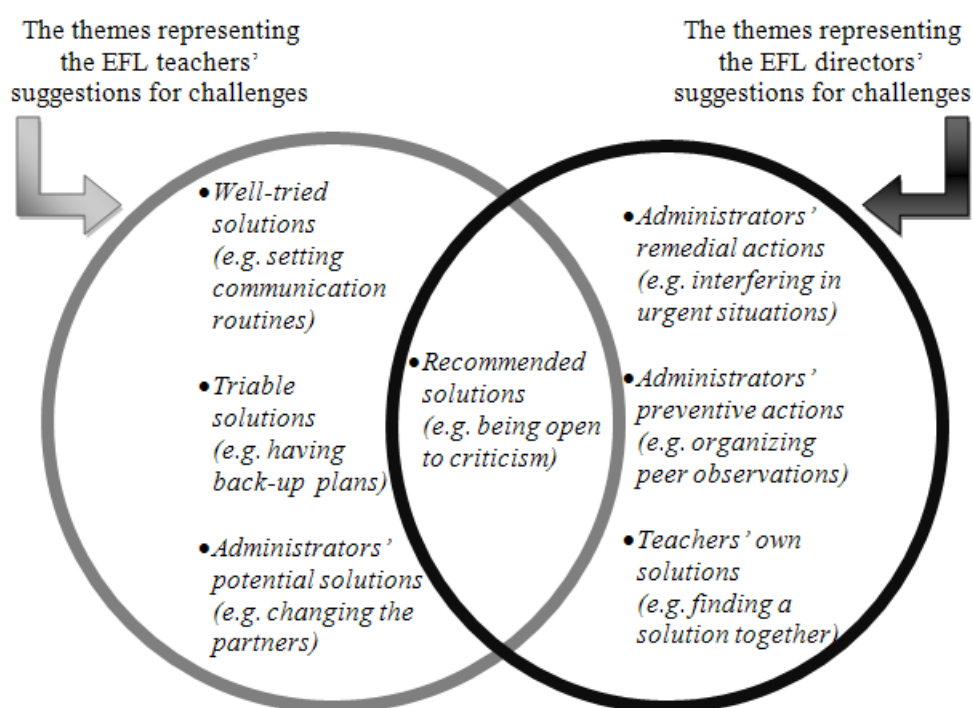 The themes representing
the EFL teachers’
suggestions for challenges
The themes representing
the EFL directors’
suggestions for challenges
•Well-tried
solutions
(e.g. setting
communication
routines)
•Triable
solutions
(e.g. having
back-up plans)
•Administrators’
potential solutions
(e.g. changing the
partners)
•Recommended
solutions
(e.g. being open
to criticism)
•Administrators’
remedial actions
(e.g. interfering in
urgent situations)
•Administrators’
preventive actions
(e.g. organizing
peer observations)
•Teachers’ own
solutions
(e.g. finding a
solution together)